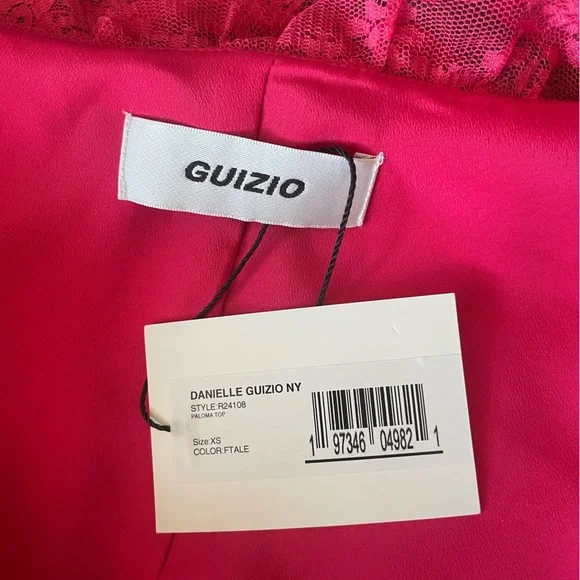 GUIZIO
DANIELLE GUIZIO NY
STYLE:R24108
PALOMA TOP
Size:XS
COLOR:FTALE
1 97346 04982 1